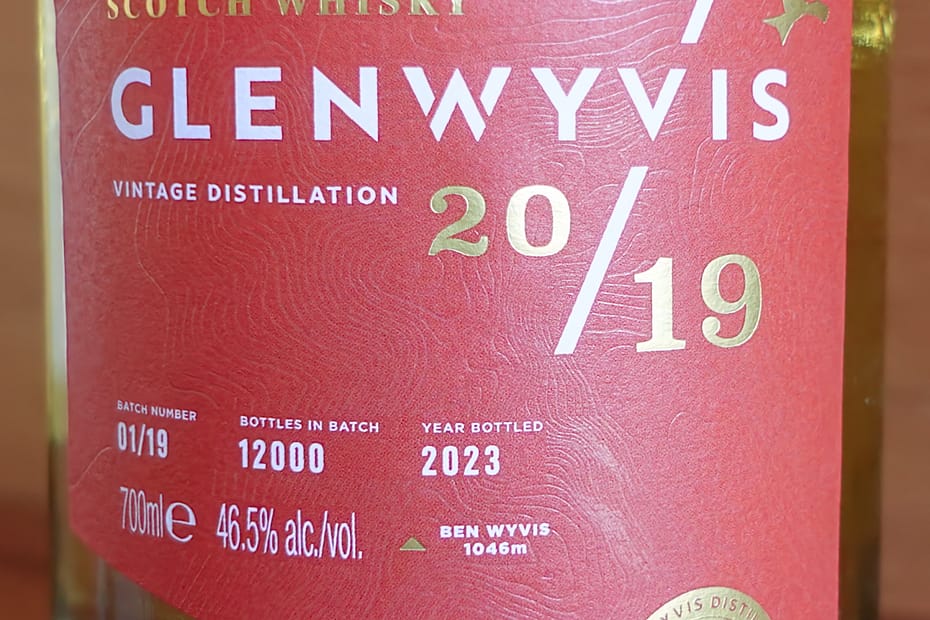 SCOTCH WHISKY
GLENWYVIS
VINTAGE DISTILLATION
20/19
BATCH NUMBER
01/19
BOTTLES IN BATCH
12000
YEAR BOTTLED
2023
700ml℮ 46.5% alc./vol.
BEN WYVIS
1046m